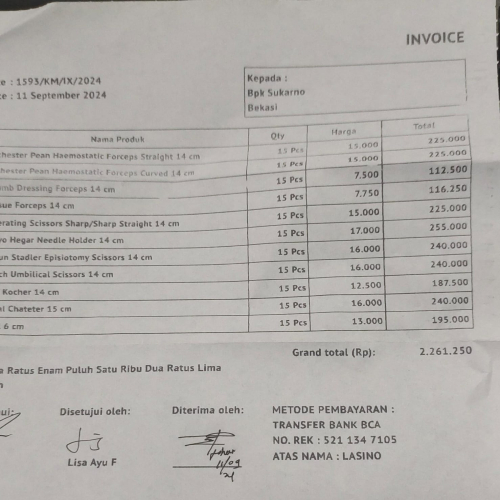 INVOICE
e : 1593/KM/IX/2024
e : 11 September 2024
Kepada :
Bpk Sukarno
Bekasi
Nama Produk Qty Harga Total
hester Pean Haemostatic Forceps Straight 14 cm 15 Pcs 15.000 225.000
hester Pean Haemostatic Forceps Curved 14 cm 15 Pcs 15.000 225.000
mb Dressing Forceps 14 cm 15 Pcs 7.500 112.500
sue Forceps 14 cm 15 Pcs 7.750 116.250
erating Scissors Sharp/Sharp Straight 14 cm 15 Pcs 15.000 225.000
o Hegar Needle Holder 14 cm 15 Pcs 17.000 255.000
un Stadler Episiotomy Scissors 14 cm 15 Pcs 16.000 240.000
ch Umbilical Scissors 14 cm 15 Pcs 16.000 240.000
Kocher 14 cm 15 Pcs 12.500 187.500
al Chateter 15 cm 15 Pcs 16.000 240.000
6 cm 15 Pcs 13.000 195.000
Grand total (Rp): 2.261.250
a Ratus Enam Puluh Satu Ribu Dua Ratus Lima
h
ui: Disetujui oleh: Diterima oleh:
Lisa Ayu F
11/09
24
METODE PEMBAYARAN :
TRANSFER BANK BCA
NO. REK : 521 134 7105
ATAS NAMA : LASINO